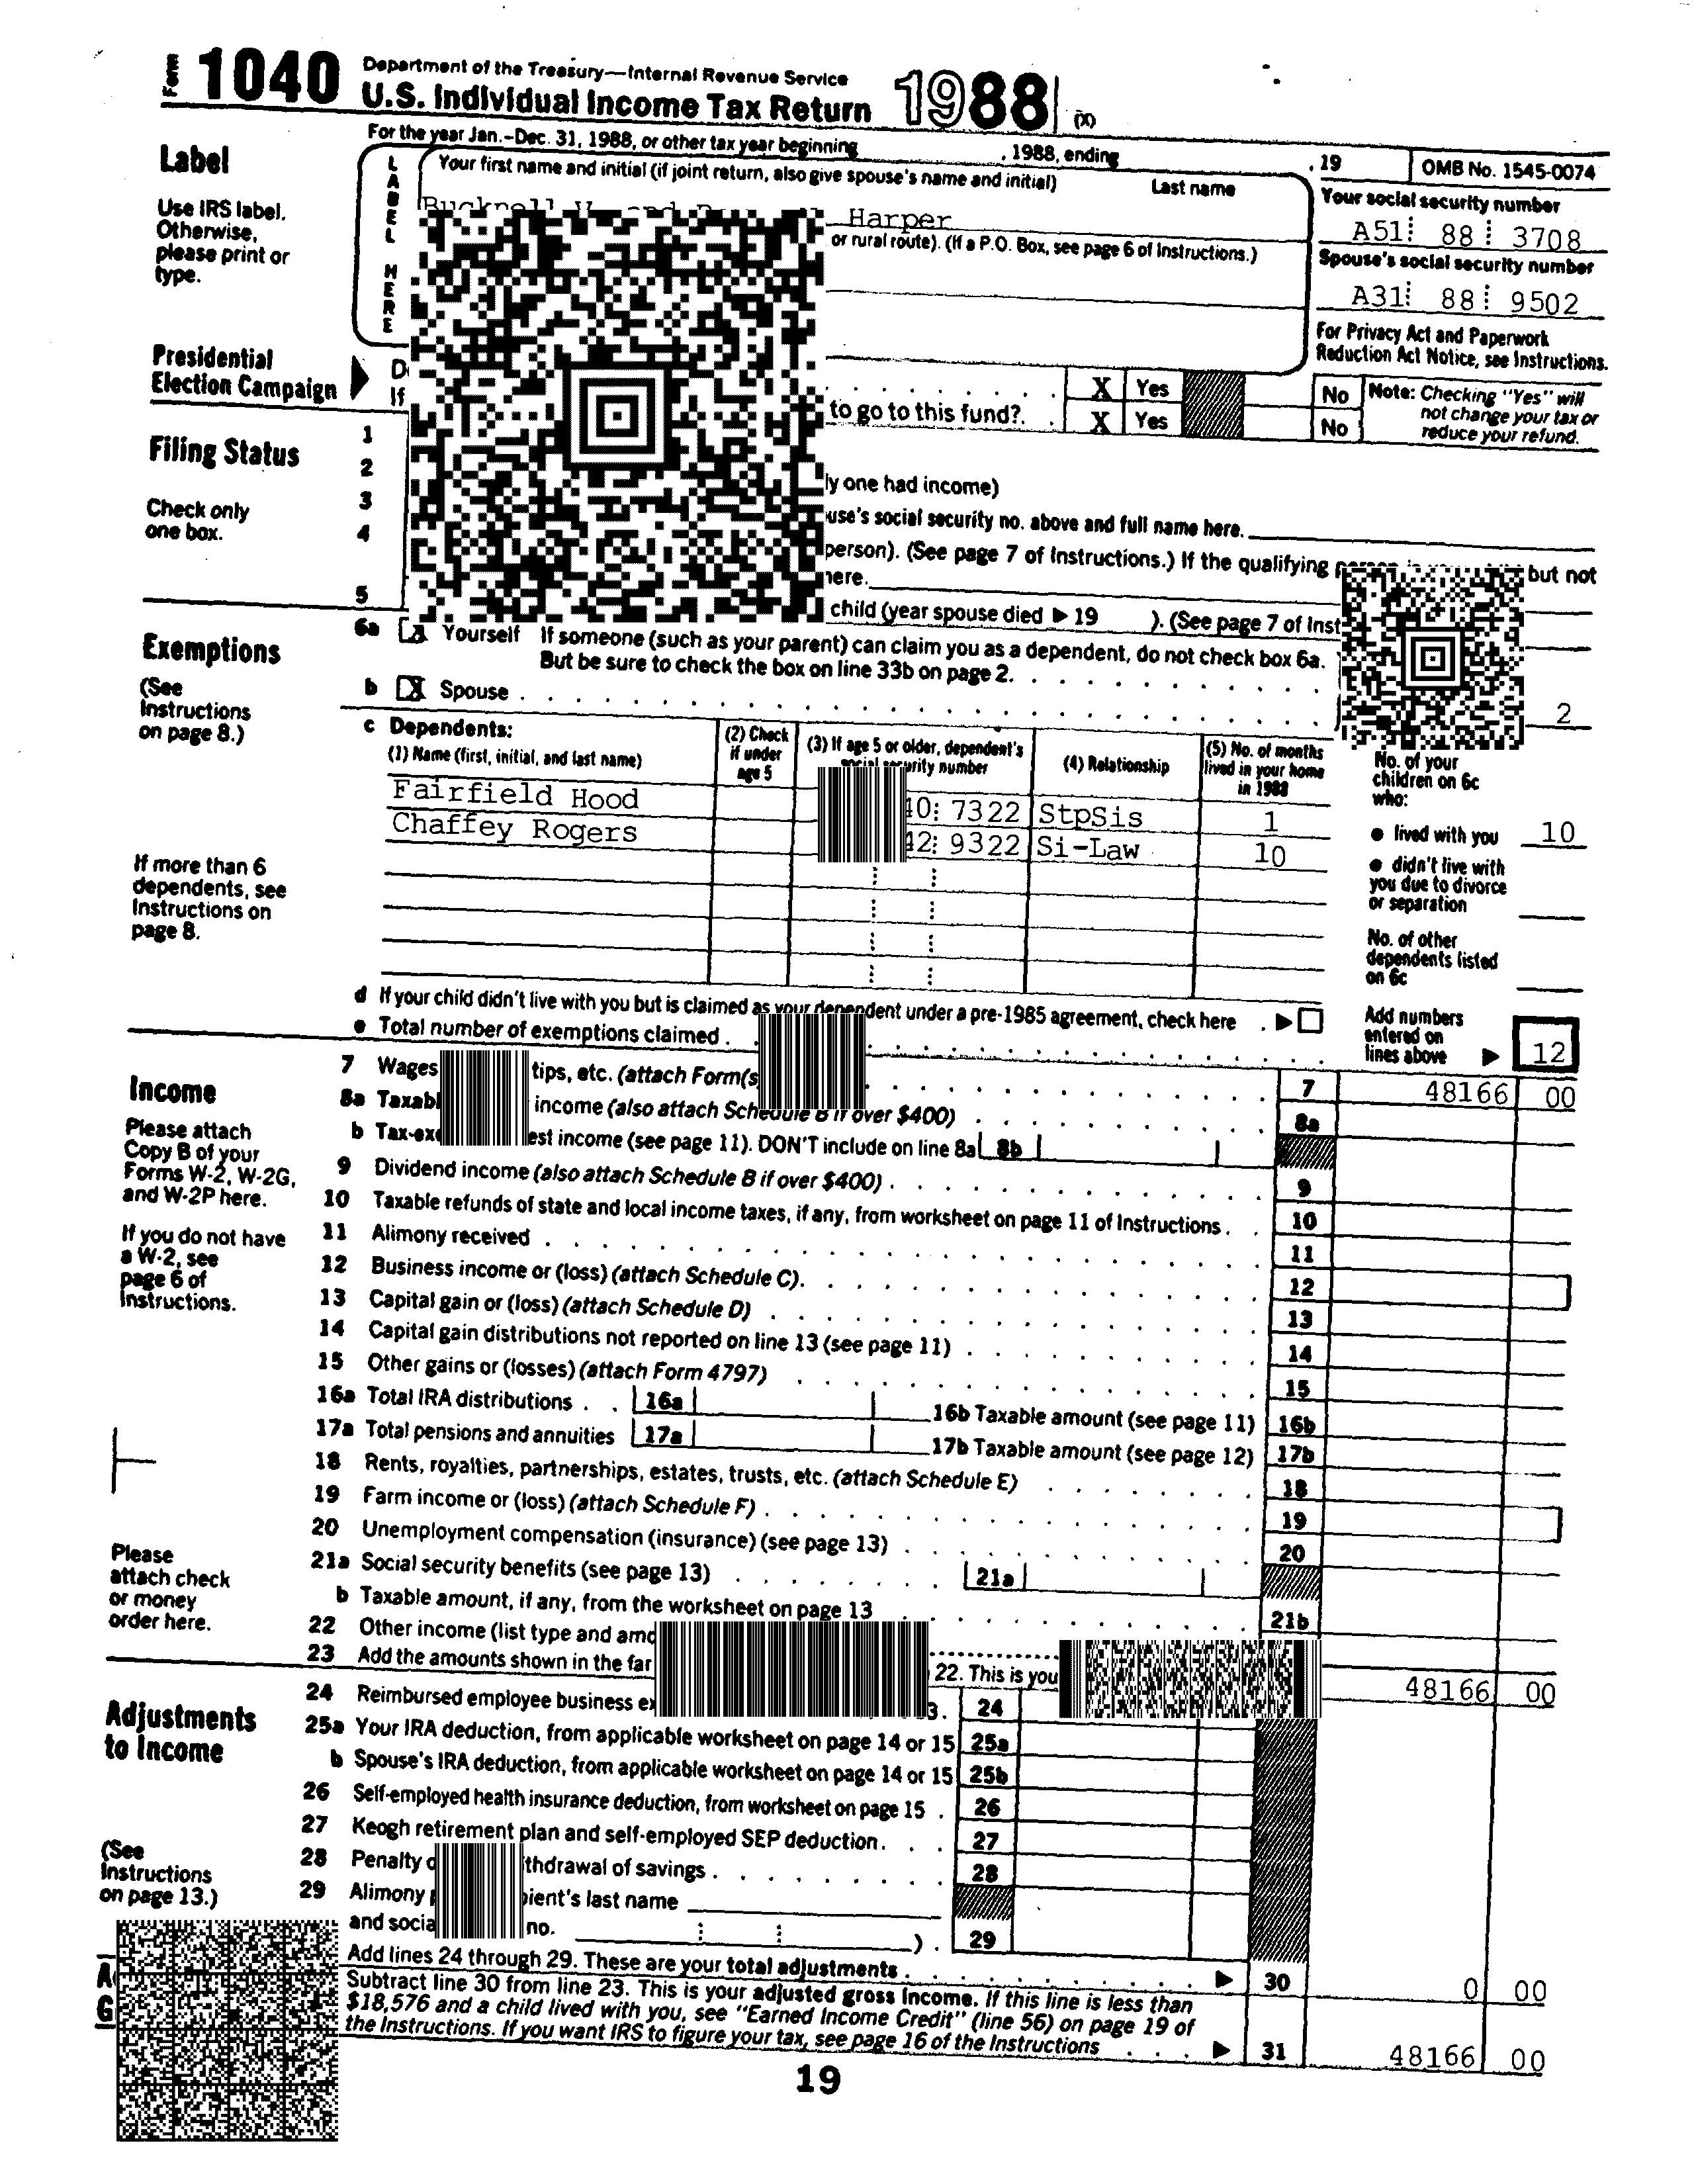 Form 1040 Department of the Treasury—Internal Revenue Service
U.S. Individual Income Tax Return 1988 (X)
For the year Jan.–Dec. 31, 1988, or other tax year beginning , 1988, ending , 19 OMB No. 1545-0074
Label
Use IRS label.
Otherwise,
please print or
type.
LABEL HERE
Your first name and initial (if joint return, also give spouse's name and initial) Last name
Harper
or rural route). (If a P.O. Box, see page 6 of Instructions.)
Your social security number
A51 88 3708
Spouse's social security number
A31 88 9502
For Privacy Act and Paperwork
Reduction Act Notice, see Instructions.
Presidential
Election Campaign
If
X Yes No
to go to this fund?. . X Yes No
Note: Checking "Yes" will
not change your tax or
reduce your refund.
Filing Status
Check only
one box.
1
2
3 ly one had income)
4 use's social security no. above and full name here.
person). (See page 7 of Instructions.) If the qualifying but not
here.
5 child (year spouse died ▶ 19 ). (See page 7 of Inst
Exemptions
(See
Instructions
on page 8.)
6a X Yourself If someone (such as your parent) can claim you as a dependent, do not check box 6a.
But be sure to check the box on line 33b on page 2.
b X Spouse 2
c Dependents:
(1) Name (first, initial, and last name)
(2) Check
if under
age 5
(3) If age 5 or older, dependent's
social security number
(4) Relationship
(5) No. of months
lived in your home
in 1988
Fairfield Hood 7322 StpSis 1
Chaffey Rogers 9322 Si-Law 10
If more than 6
dependents, see
Instructions on
page 8.
No. of your
children on 6c
who:
● lived with you 10
● didn't live with
you due to divorce
or separation
No. of other
dependents listed
on 6c
d If your child didn't live with you but is claimed as your dependent under a pre-1985 agreement, check here . ▶
e Total number of exemptions claimed
Add numbers
entered on
lines above ▶ 12
Income
Please attach
Copy B of your
Forms W-2, W-2G,
and W-2P here.
If you do not have
a W-2, see
page 6 of
Instructions.
7 Wages tips, etc. (attach Form(s 7 48166 00
8a Taxabl income (also attach Schedule B if over $400) 8a
b Tax-exe est income (see page 11). DON'T include on line 8a 8b
9 Dividend income (also attach Schedule B if over $400) 9
10 Taxable refunds of state and local income taxes, if any, from worksheet on page 11 of Instructions. 10
11 Alimony received 11
12 Business income or (loss) (attach Schedule C). 12
13 Capital gain or (loss) (attach Schedule D) 13
14 Capital gain distributions not reported on line 13 (see page 11) 14
15 Other gains or (losses) (attach Form 4797) 15
16a Total IRA distributions 16a 16b Taxable amount (see page 11) 16b
17a Total pensions and annuities 17a 17b Taxable amount (see page 12) 17b
18 Rents, royalties, partnerships, estates, trusts, etc. (attach Schedule E) 18
19 Farm income or (loss) (attach Schedule F) 19
20 Unemployment compensation (insurance) (see page 13) 20
21a Social security benefits (see page 13) 21a
b Taxable amount, if any, from the worksheet on page 13 21b
22 Other income (list type and amo
23 Add the amounts shown in the far 22. This is you 48166 00
Please
attach check
or money
order here.
Adjustments
to Income
(See
Instructions
on page 13.)
24 Reimbursed employee business ex 3. 24
25a Your IRA deduction, from applicable worksheet on page 14 or 15 25a
b Spouse's IRA deduction, from applicable worksheet on page 14 or 15 25b
26 Self-employed health insurance deduction, from worksheet on page 15 26
27 Keogh retirement plan and self-employed SEP deduction 27
28 Penalty o thdrawal of savings 28
29 Alimony pient's last name
and socia no. ). 29
Add lines 24 through 29. These are your total adjustments ▶ 30 0 00
Subtract line 30 from line 23. This is your adjusted gross income. If this line is less than
$18,576 and a child lived with you, see "Earned Income Credit" (line 56) on page 19 of
the Instructions. If you want IRS to figure your tax, see page 16 of the Instructions ▶ 31 48166 00
19